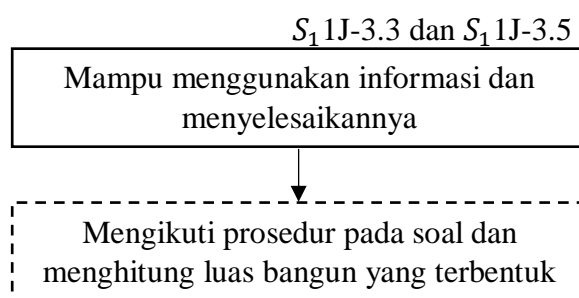 S₁1J-3.3 dan S₁1J-3.5
Mampu menggunakan informasi dan
menyelesaikannya
Mengikuti prosedur pada soal dan
menghitung luas bangun yang terbentuk